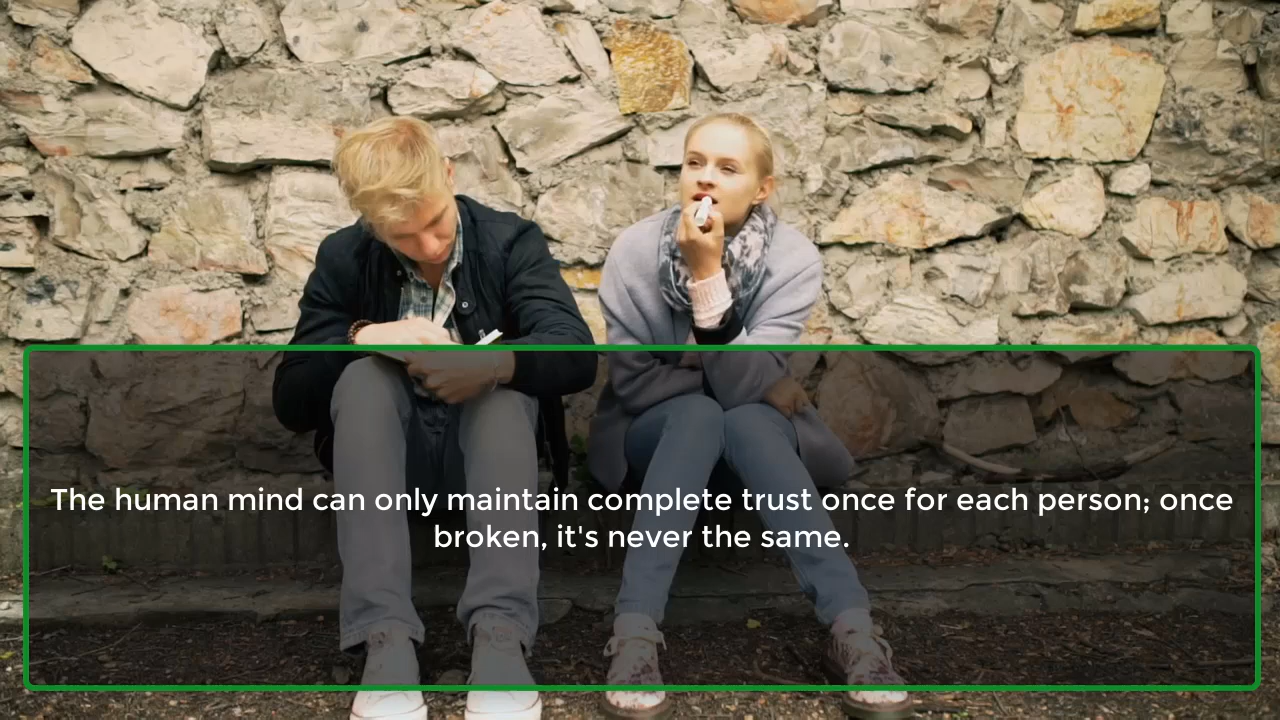 The human mind can only maintain complete trust once for each person; once
broken, it's never the same.